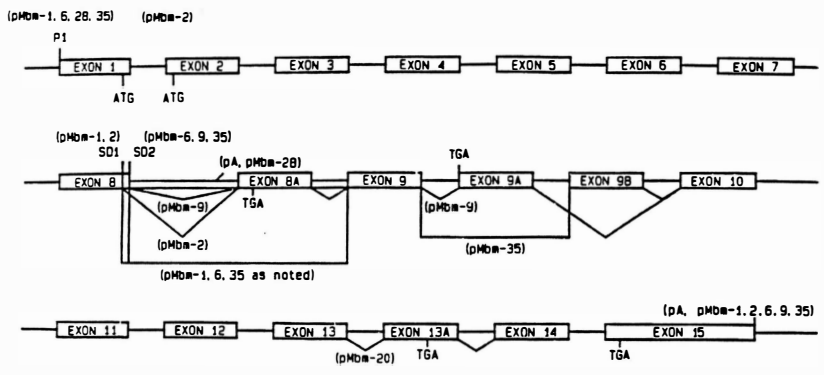 (pMbm-1, 6, 28, 35) (pMbm-2)
P1
EXON 1 EXON 2 EXON 3 EXON 4 EXON 5 EXON 6 EXON 7
ATG ATG
(pMbm-1, 2) (pMbm-6, 9, 35)
SD1 SD2 (pA, pMbm-28) TGA
EXON 8 EXON 8A EXON 9 EXON 9A EXON 9B EXON 10
(pMbm-9) TGA (pMbm-9)
(pMbm-2) (pMbm-35)
(pMbm-1, 6, 35 as noted)
(pA, pMbm-1, 2, 6, 9, 35)
EXON 11 EXON 12 EXON 13 EXON 13A EXON 14 EXON 15
(pMbm-20) TGA TGA